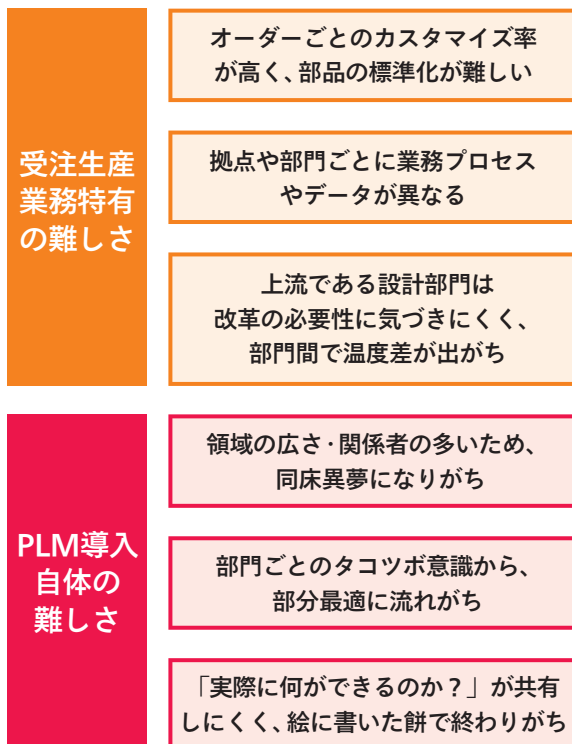 受注生産
業務特有
の難しさ
オーダーごとのカスタマイズ率
が高く、部品の標準化が難しい
拠点や部門ごとに業務プロセス
やデータが異なる
上流である設計部門は
改革の必要性に気づきにくく、
部門間で温度差が出がち
PLM導入
自体の
難しさ
領域の広さ・関係者の多いため、
同床異夢になりがち
部門ごとのタコツボ意識から、
部分最適に流れがち
「実際に何ができるのか？」が共有
しにくく、絵に書いた餅で終わりがち